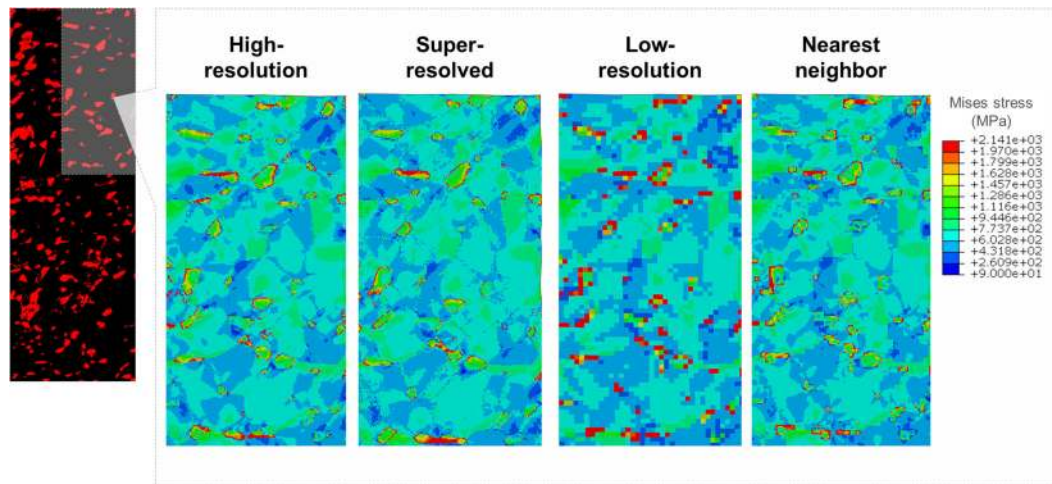 High-
resolution
Super-
resolved
Low-
resolution
Nearest
neighbor
Mises stress
(MPa)
+2.141e+03
+1.970e+03
+1.799e+03
+1.628e+03
+1.457e+03
+1.286e+03
+1.116e+03
+9.446e+02
+7.737e+02
+6.028e+02
+4.318e+02
+2.609e+02
+9.000e+01